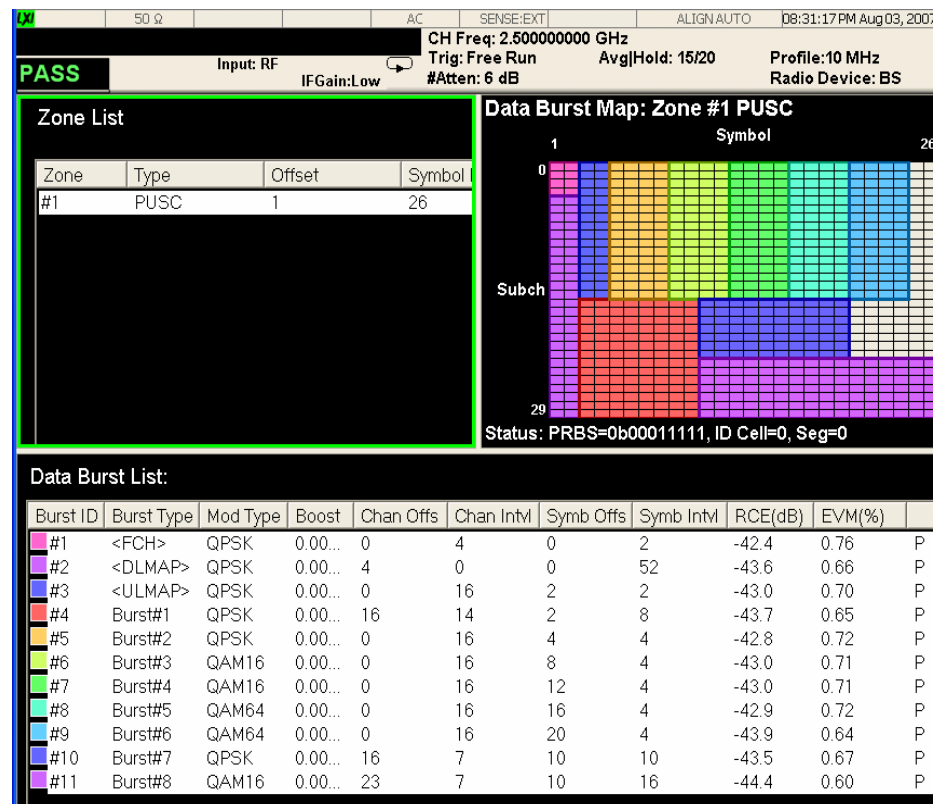 LXI 50 Ω AC SENSE:EXT ALIGN AUTO 08:31:17 PM Aug 03, 2007
CH Freq: 2.500000000 GHz
PASS Input: RF Trig: Free Run Avg|Hold: 15/20 Profile:10 MHz
IFGain:Low #Atten: 6 dB Radio Device: BS
Zone List
Zone Type Offset Symbol
#1 PUSC 1 26
Data Burst Map: Zone #1 PUSC
Symbol
1 26
0
Subch
29
Status: PRBS=0b00011111, ID Cell=0, Seg=0
Data Burst List:
Burst ID Burst Type Mod Type Boost Chan Offs Chan Intvl Symb Offs Symb Intvl RCE(dB) EVM(%)
#1 <FCH> QPSK 0.00... 0 4 0 2 -42.4 0.76 P
#2 <DLMAP> QPSK 0.00... 4 0 0 52 -43.6 0.66 P
#3 <ULMAP> QPSK 0.00... 0 16 2 2 -43.0 0.70 P
#4 Burst#1 QPSK 0.00... 16 14 2 8 -43.7 0.65 P
#5 Burst#2 QPSK 0.00... 0 16 4 4 -42.8 0.72 P
#6 Burst#3 QAM16 0.00... 0 16 8 4 -43.0 0.71 P
#7 Burst#4 QAM16 0.00... 0 16 12 4 -43.0 0.71 P
#8 Burst#5 QAM64 0.00... 0 16 16 4 -42.9 0.72 P
#9 Burst#6 QAM64 0.00... 0 16 20 4 -43.9 0.64 P
#10 Burst#7 QPSK 0.00... 16 7 10 10 -43.5 0.67 P
#11 Burst#8 QAM16 0.00... 23 7 10 16 -44.4 0.60 P